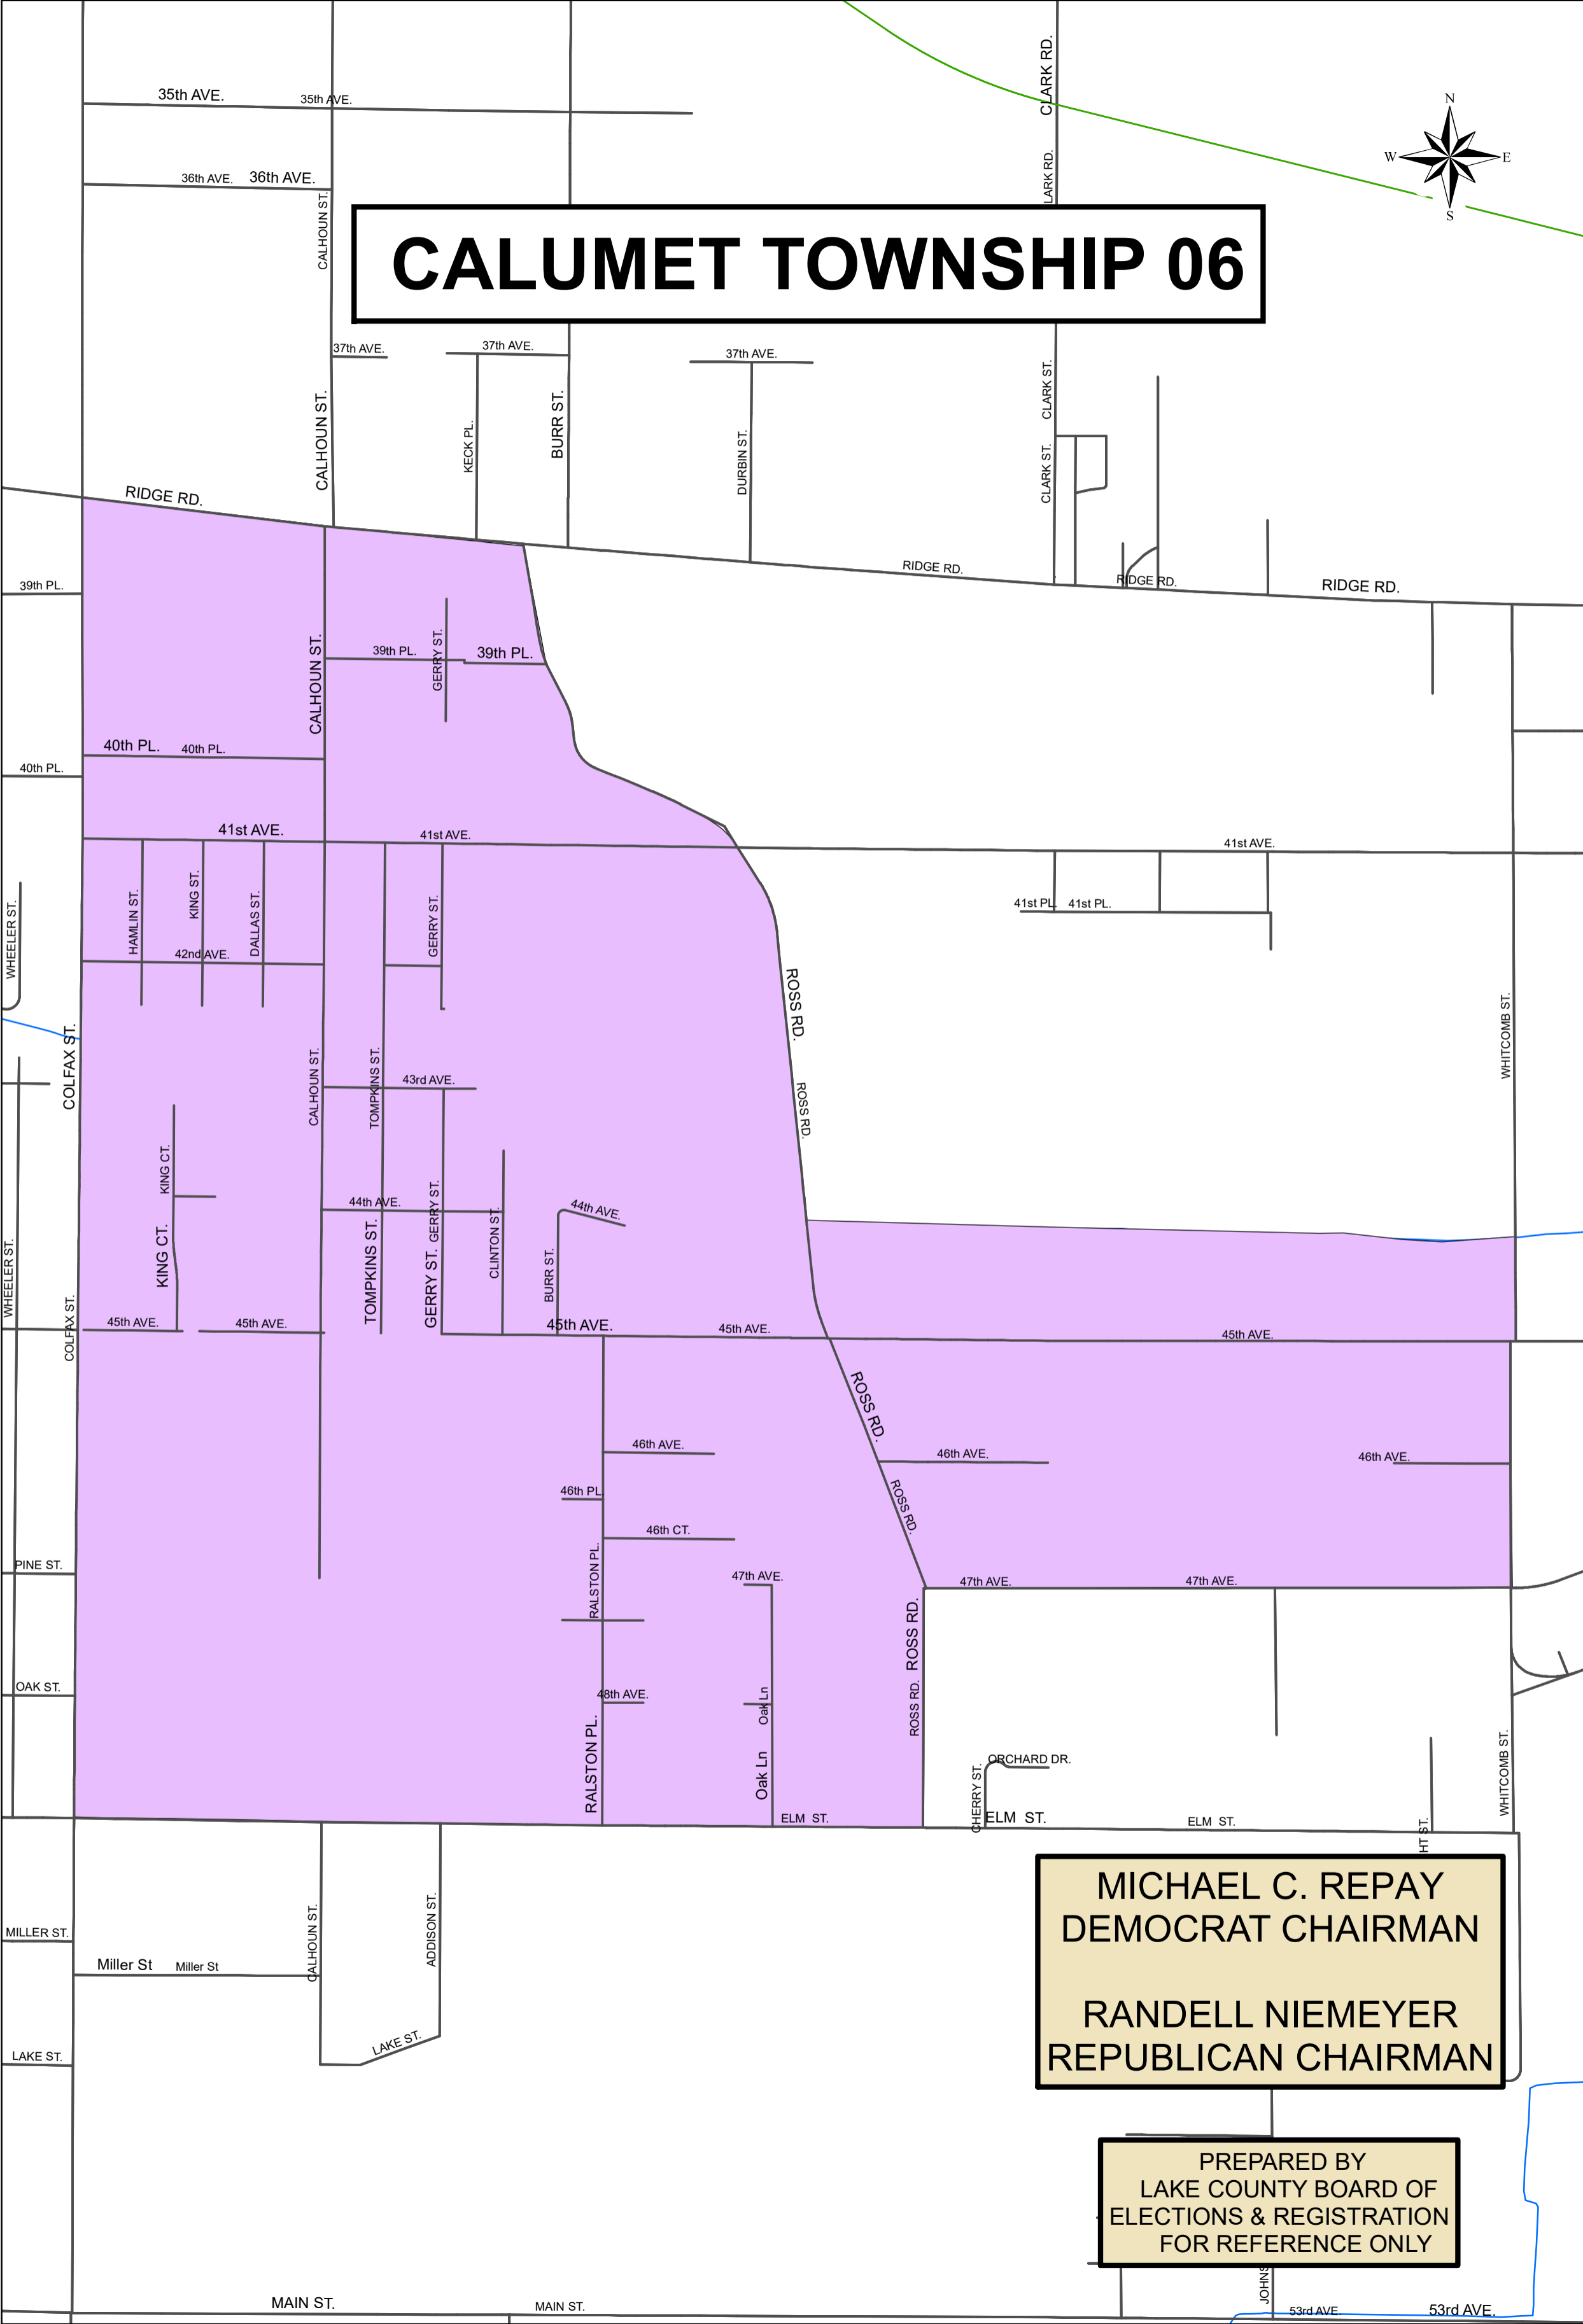 CLARK RD.
35th AVE.
35th AVE.
N
W
E
S
CLARK RD.
36th AVE.
36th AVE.
CALHOUN ST.
CALUMET TOWNSHIP 06
37th AVE.
37th AVE.
37th AVE.
CALHOUN ST.
KECK PL.
BURR ST.
DURBIN ST.
CLARK ST.
CLARK ST.
RIDGE RD.
RIDGE RD.
RIDGE RD.
RIDGE RD.
39th PL.
CALHOUN ST.
39th PL.
GERRY ST.
39th PL.
40th PL.
40th PL.
40th PL.
41st AVE.
41st AVE.
41st AVE.
WHEELER ST.
HAMLIN ST.
KING ST.
DALLAS ST.
GERRY ST.
41st PL.
41st PL.
42nd AVE.
ROSS RD.
WHITCOMB ST.
COLFAX ST.
CALHOUN ST.
TOMPKINS ST.
43rd AVE.
ROSS RD.
KING CT.
44th AVE.
44th AVE.
WHEELER ST.
KING CT.
TOMPKINS ST.
GERRY ST.
GERRY ST.
CLINTON ST.
BURR ST.
COLFAX ST.
45th AVE.
45th AVE.
45th AVE.
45th AVE.
45th AVE.
ROSS RD.
46th AVE.
46th AVE.
46th AVE.
46th PL.
ROSS RD.
46th CT.
PINE ST.
RALSTON PL.
47th AVE.
47th AVE.
47th AVE.
ROSS RD.
OAK ST.
48th AVE.
Oak Ln
ROSS RD.
RALSTON PL.
Oak Ln
ORCHARD DR.
CHERRY ST.
WHITCOMB ST.
ELM ST.
ELM ST.
ELM ST.
HT ST.
MICHAEL C. REPAY
DEMOCRAT CHAIRMAN
RANDELL NIEMEYER
REPUBLICAN CHAIRMAN
MILLER ST.
Miller St
Miller St
CALHOUN ST.
ADDISON ST.
LAKE ST.
LAKE ST.
PREPARED BY
LAKE COUNTY BOARD OF
ELECTIONS & REGISTRATION
FOR REFERENCE ONLY
JOHNS
MAIN ST.
MAIN ST.
53rd AVE.
53rd AVE.